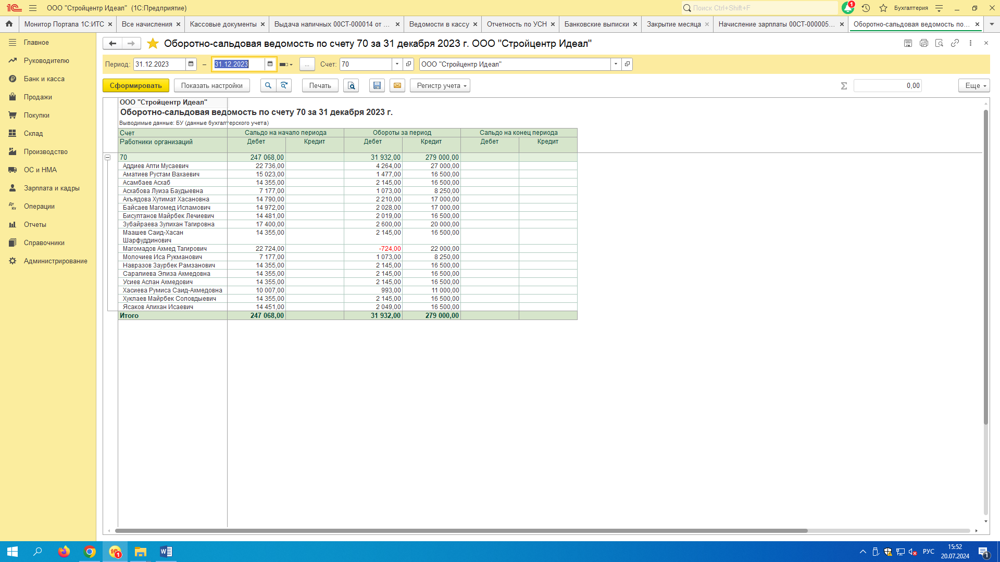 ООО "Стройцентр Идеал" (1С:Предприятие)
Поиск Ctrl+Shift+F
1
Бухгалтерия
Монитор Портала 1С:ИТС
Все начисления
Кассовые документы
Выдача наличных 00СТ-000014 от ...
Ведомости в кассу
Отчетность по УСН
Банковские выписки
Закрытие месяца
Начисление зарплаты 00СТ-000005...
Оборотно-сальдовая ведомость по...
Главное
Руководителю
Банк и касса
Продажи
Покупки
Склад
Производство
ОС и НМА
Зарплата и кадры
Операции
Отчеты
Справочники
Администрирование
Оборотно-сальдовая ведомость по счету 70 за 31 декабря 2023 г. ООО "Стройцентр Идеал"
Период: 31.12.2023 – 31.12.2023 ... Счет: 70 ООО "Стройцентр Идеал"
Сформировать Показать настройки Печать Регистр учета Σ 0,00 Еще
ООО "Стройцентр Идеал"
Оборотно-сальдовая ведомость по счету 70 за 31 декабря 2023 г.
Выводимые данные: БУ (данные бухгалтерского учета)
Счет Сальдо на начало периода Обороты за период Сальдо на конец периода
Работники организаций Дебет Кредит Дебет Кредит Дебет Кредит
70 247 068,00 31 932,00 279 000,00
Аддиев Апти Мусаевич 22 736,00 4 264,00 27 000,00
Аматиев Рустам Вахаевич 15 023,00 1 477,00 16 500,00
Асамбаев Асхаб 14 355,00 2 145,00 16 500,00
Асхабова Луиза Баудыевна 7 177,00 1 073,00 8 250,00
Ахъядова Хутимат Хасановна 14 790,00 2 210,00 17 000,00
Байсаев Магомед Исламович 14 972,00 2 028,00 17 000,00
Бисултанов Майрбек Лечиевич 14 481,00 2 019,00 16 500,00
Зубайраева Зулихан Тагировна 17 400,00 2 600,00 20 000,00
Маашев Саид-Хасан 14 355,00 2 145,00 16 500,00
Шарфуддинович
Магомадов Ахмед Тагирович 22 724,00 -724,00 22 000,00
Молочиев Иса Рукманович 7 177,00 1 073,00 8 250,00
Навразов Заурбек Рамзанович 14 355,00 2 145,00 16 500,00
Саралиева Элиза Ахмедовна 14 355,00 2 145,00 16 500,00
Усиев Аслан Ахмедович 14 355,00 2 145,00 16 500,00
Хасиева Румиса Саид-Ахмедовна 10 007,00 993,00 11 000,00
Хуклаев Майрбек Соловдыевич 14 355,00 2 145,00 16 500,00
Ясаков Алихан Исаевич 14 451,00 2 049,00 16 500,00
Итого 247 068,00 31 932,00 279 000,00
1
РУС
15:52
20.07.2024
1